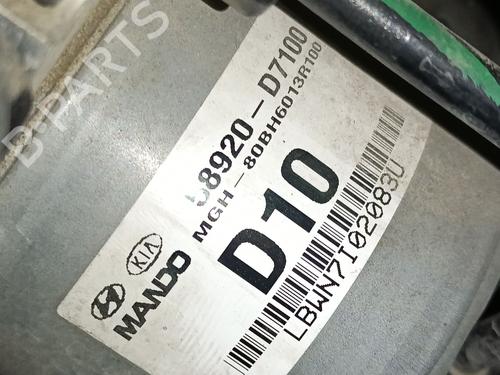 58920-D7100
MGH-80BH6013R100
D10
KIA
MANDO
LBWN7I02083U
B-PARTS